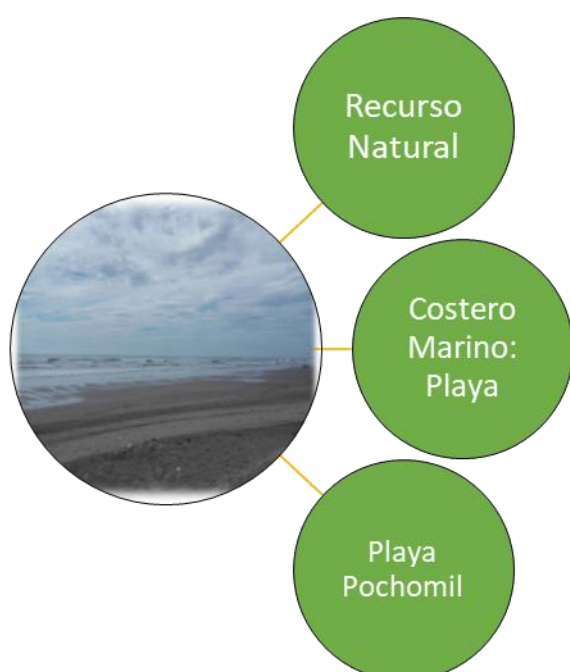 Recurso
Natural
Costero
Marino:
Playa
Playa
Pochomil